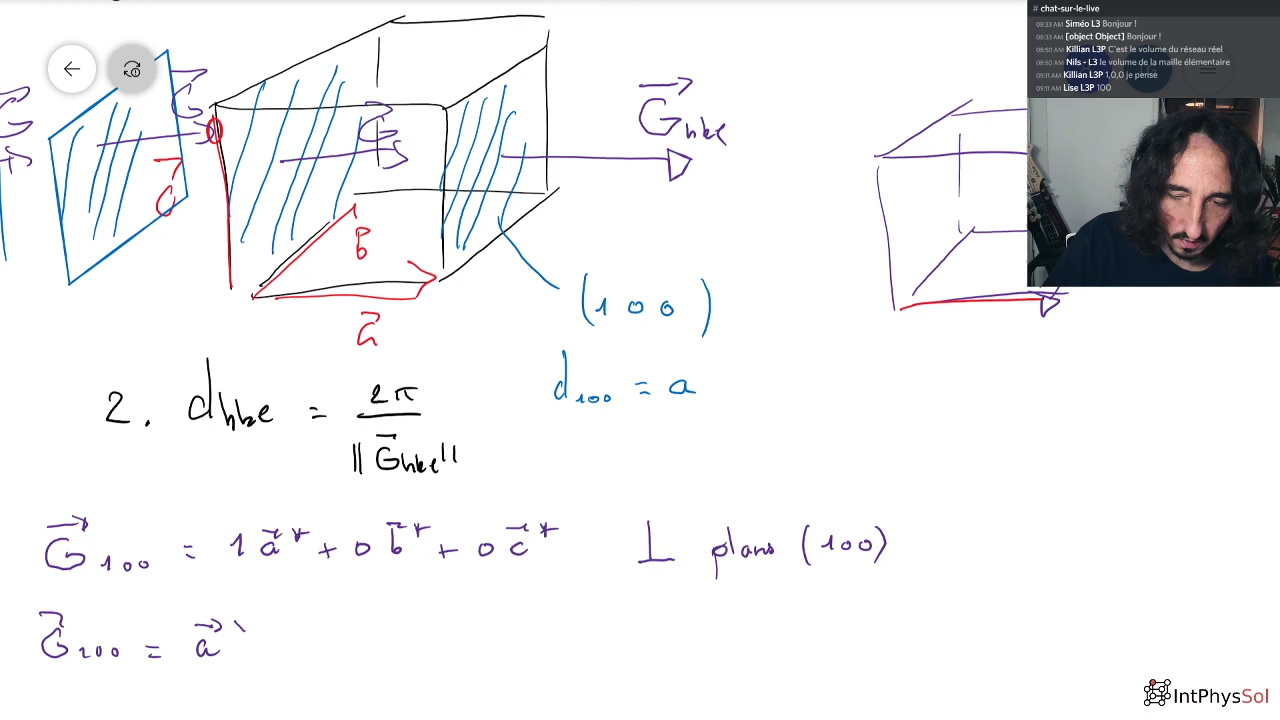 # chat-sur-le-live
08:33 AM Siméo L3 Bonjour !
08:33 AM [object Object] Bonjour !
08:50 AM Killian L3P C'est le volume du réseau réel
08:50 AM Nils - L3 le volume de la maille élémentaire
09:11 AM Killian L3P 1,0,0 je pense
09:11 AM Lise L3P 100
G G G G⃗hkl
c⃗
b
a⃗
(1 0 0)
2. dhkl = 2π / ||G⃗hkl||
d100 = a
G⃗100 = 1 a⃗* + 0 b⃗* + 0 c⃗* ⊥ plans (100)
G⃗100 = a⃗
IntPhysSol